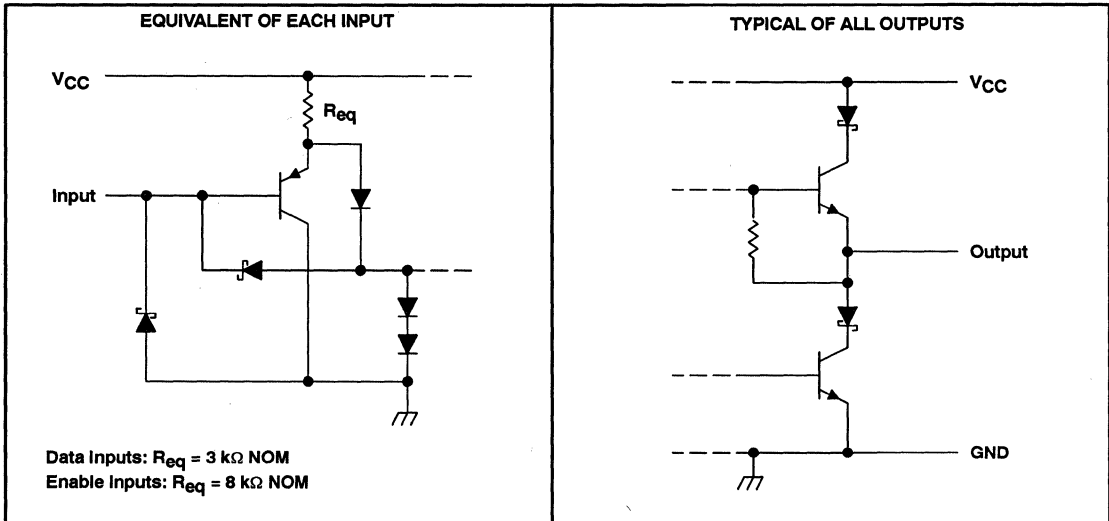 EQUIVALENT OF EACH INPUT
VCC
Req
Input
Data Inputs: Req = 3 kΩ NOM
Enable Inputs: Req = 8 kΩ NOM
TYPICAL OF ALL OUTPUTS
VCC
Output
GND